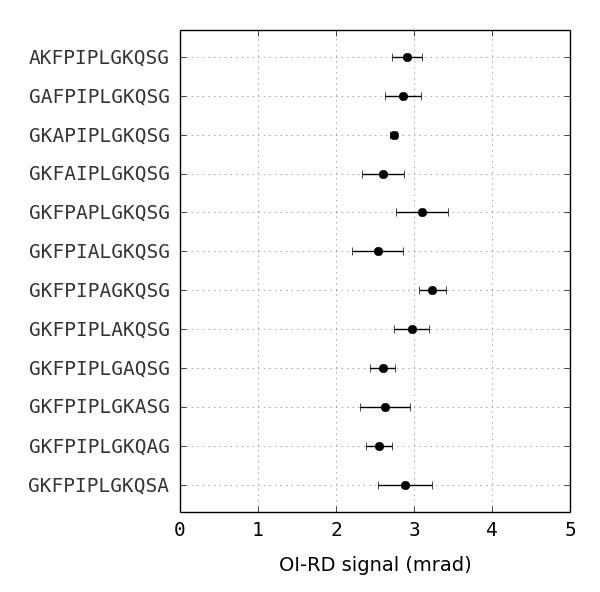 AKFPIPLGKQSG
GAFPIPLGKQSG
GKAPIPLGKQSG
GKFAIPLGKQSG
GKFPAPLGKQSG
GKFPIALGKQSG
GKFPIPAGKQSG
GKFPIPLAKQSG
GKFPIPLGAQSG
GKFPIPLGKASG
GKFPIPLGKQAG
GKFPIPLGKQSA
0 1 2 3 4 5
OI-RD signal (mrad)